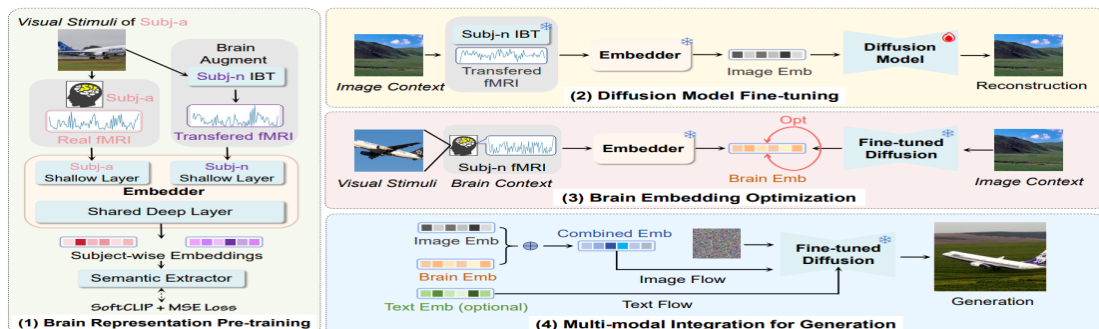 Visual Stimuli of Subj-a
Brain
Augment
Subj-n IBT
Subj-a
Real fMRI
Transfered fMRI
Subj-a
Shallow Layer
Subj-n
Shallow Layer
Embedder
Shared Deep Layer
Subject-wise Embeddings
Semantic Extractor
SoftCLIP + MSE Loss
(1) Brain Representation Pre-training
Image Context
Subj-n IBT
Transfered fMRI
Embedder
Image Emb
Diffusion
Model
Reconstruction
(2) Diffusion Model Fine-tuning
Visual Stimuli
Subj-n fMRI
Brain Context
Embedder
Opt
Brain Emb
Fine-tuned
Diffusion
Image Context
(3) Brain Embedding Optimization
Image Emb
Brain Emb
Text Emb (optional)
Combined Emb
Image Flow
Text Flow
Fine-tuned
Diffusion
Generation
(4) Multi-modal Integration for Generation